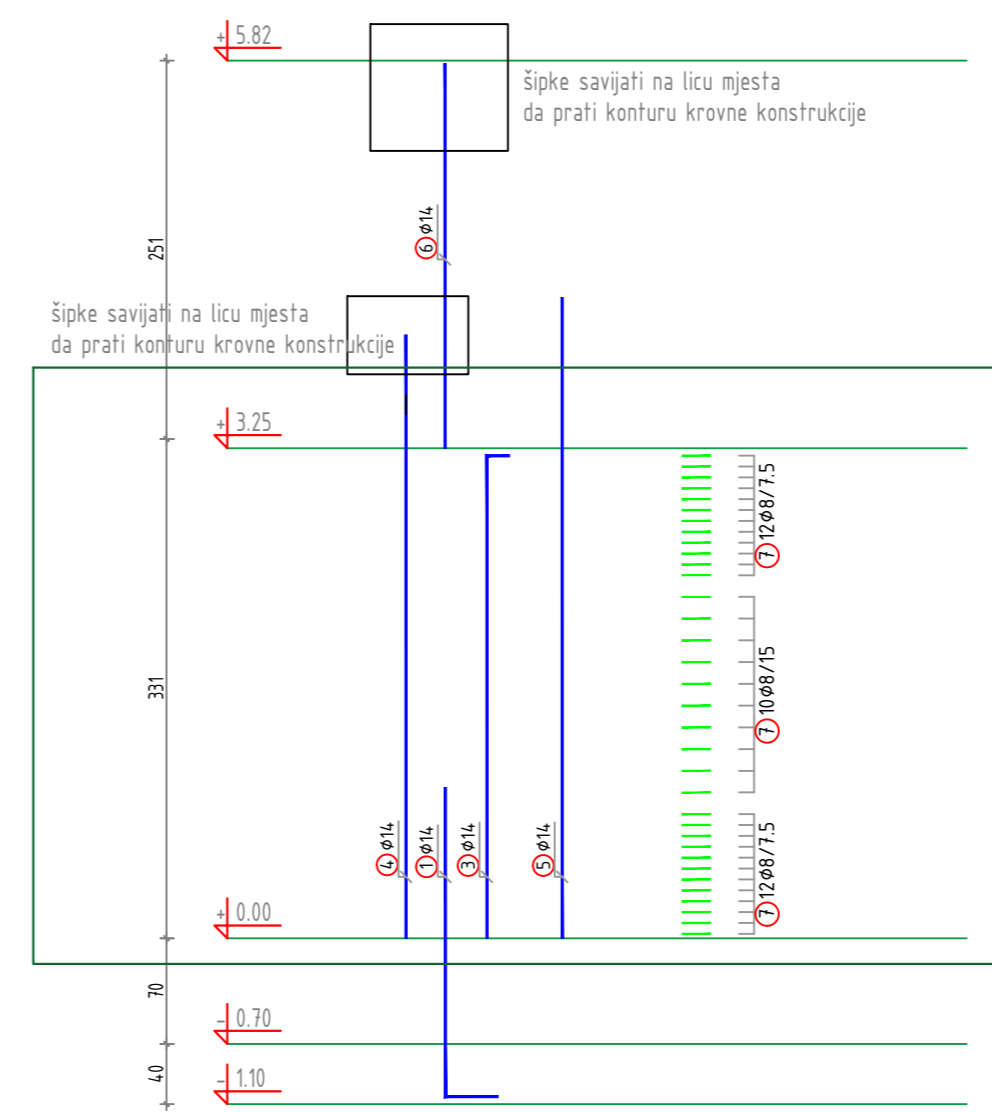 + 5.82
šipke savijati na licu mjesta
da prati konturu krovne konstrukcije
251
6 ϕ14
šipke savijati na licu mjesta
da prati konturu krovne konstrukcije
+ 3.25
7 12ϕ8/7.5
331
7 10ϕ8/15
4 ϕ14
1 ϕ14
3 ϕ14
5 ϕ14
7 12ϕ8/7.5
+ 0.00
70
- 0.70
40
- 1.10